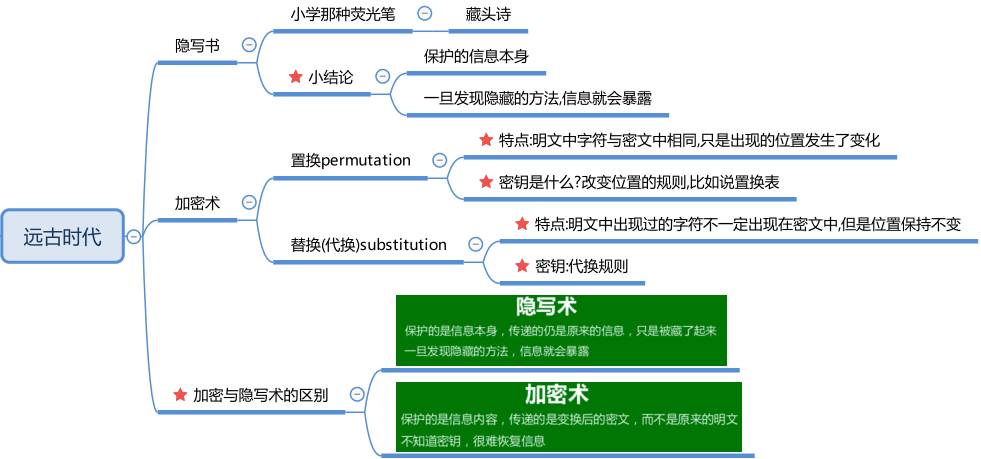 远古时代
隐写书
小学那种荧光笔
藏头诗
小结论
保护的信息本身
一旦发现隐藏的方法,信息就会暴露
加密术
置换permutation
特点:明文中字符与密文中相同,只是出现的位置发生了变化
密钥是什么?改变位置的规则,比如说置换表
替换(代换)substitution
特点:明文中出现过的字符不一定出现在密文中,但是位置保持不变
密钥:代换规则
加密与隐写术的区别
隐写术
保护的是信息本身，传递的仍是原来的信息，只是被藏了起来
一旦发现隐藏的方法，信息就会暴露
加密术
保护的是信息内容，传递的是变换后的密文，而不是原来的明文
不知道密钥，很难恢复信息